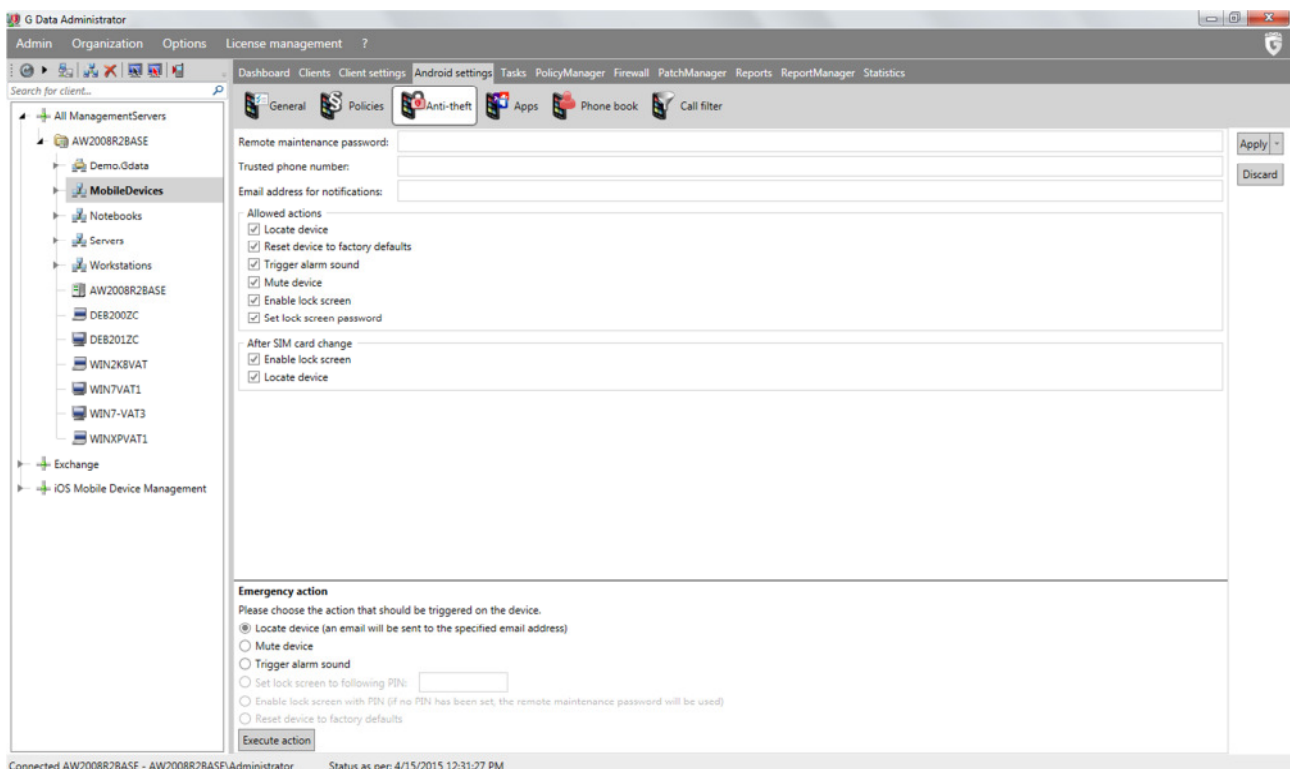 G Data Administrator
Admin Organization Options License management ?
Search for client...
All ManagementServers
AW2008R2BASE
Demo.Gdata
MobileDevices
Notebooks
Servers
Workstations
AW2008R2BASE
DEB200ZC
DEB201ZC
WIN2K8VAT
WIN7VAT1
WIN7-VAT3
WINXPVAT1
Exchange
iOS Mobile Device Management
Dashboard Clients Client settings Android settings Tasks PolicyManager Firewall PatchManager Reports ReportManager Statistics
General Policies Anti-theft Apps Phone book Call filter
Remote maintenance password:
Trusted phone number:
Email address for notifications:
Allowed actions
Locate device
Reset device to factory defaults
Trigger alarm sound
Mute device
Enable lock screen
Set lock screen password
After SIM card change
Enable lock screen
Locate device
Apply
Discard
Emergency action
Please choose the action that should be triggered on the device.
Locate device (an email will be sent to the specified email address)
Mute device
Trigger alarm sound
Set lock screen to following PIN:
Enable lock screen with PIN (if no PIN has been set, the remote maintenance password will be used)
Reset device to factory defaults
Execute action
Connected AW2008R2BASE - AW2008R2BASE\Administrator Status as per: 4/15/2015 12:31:27 PM